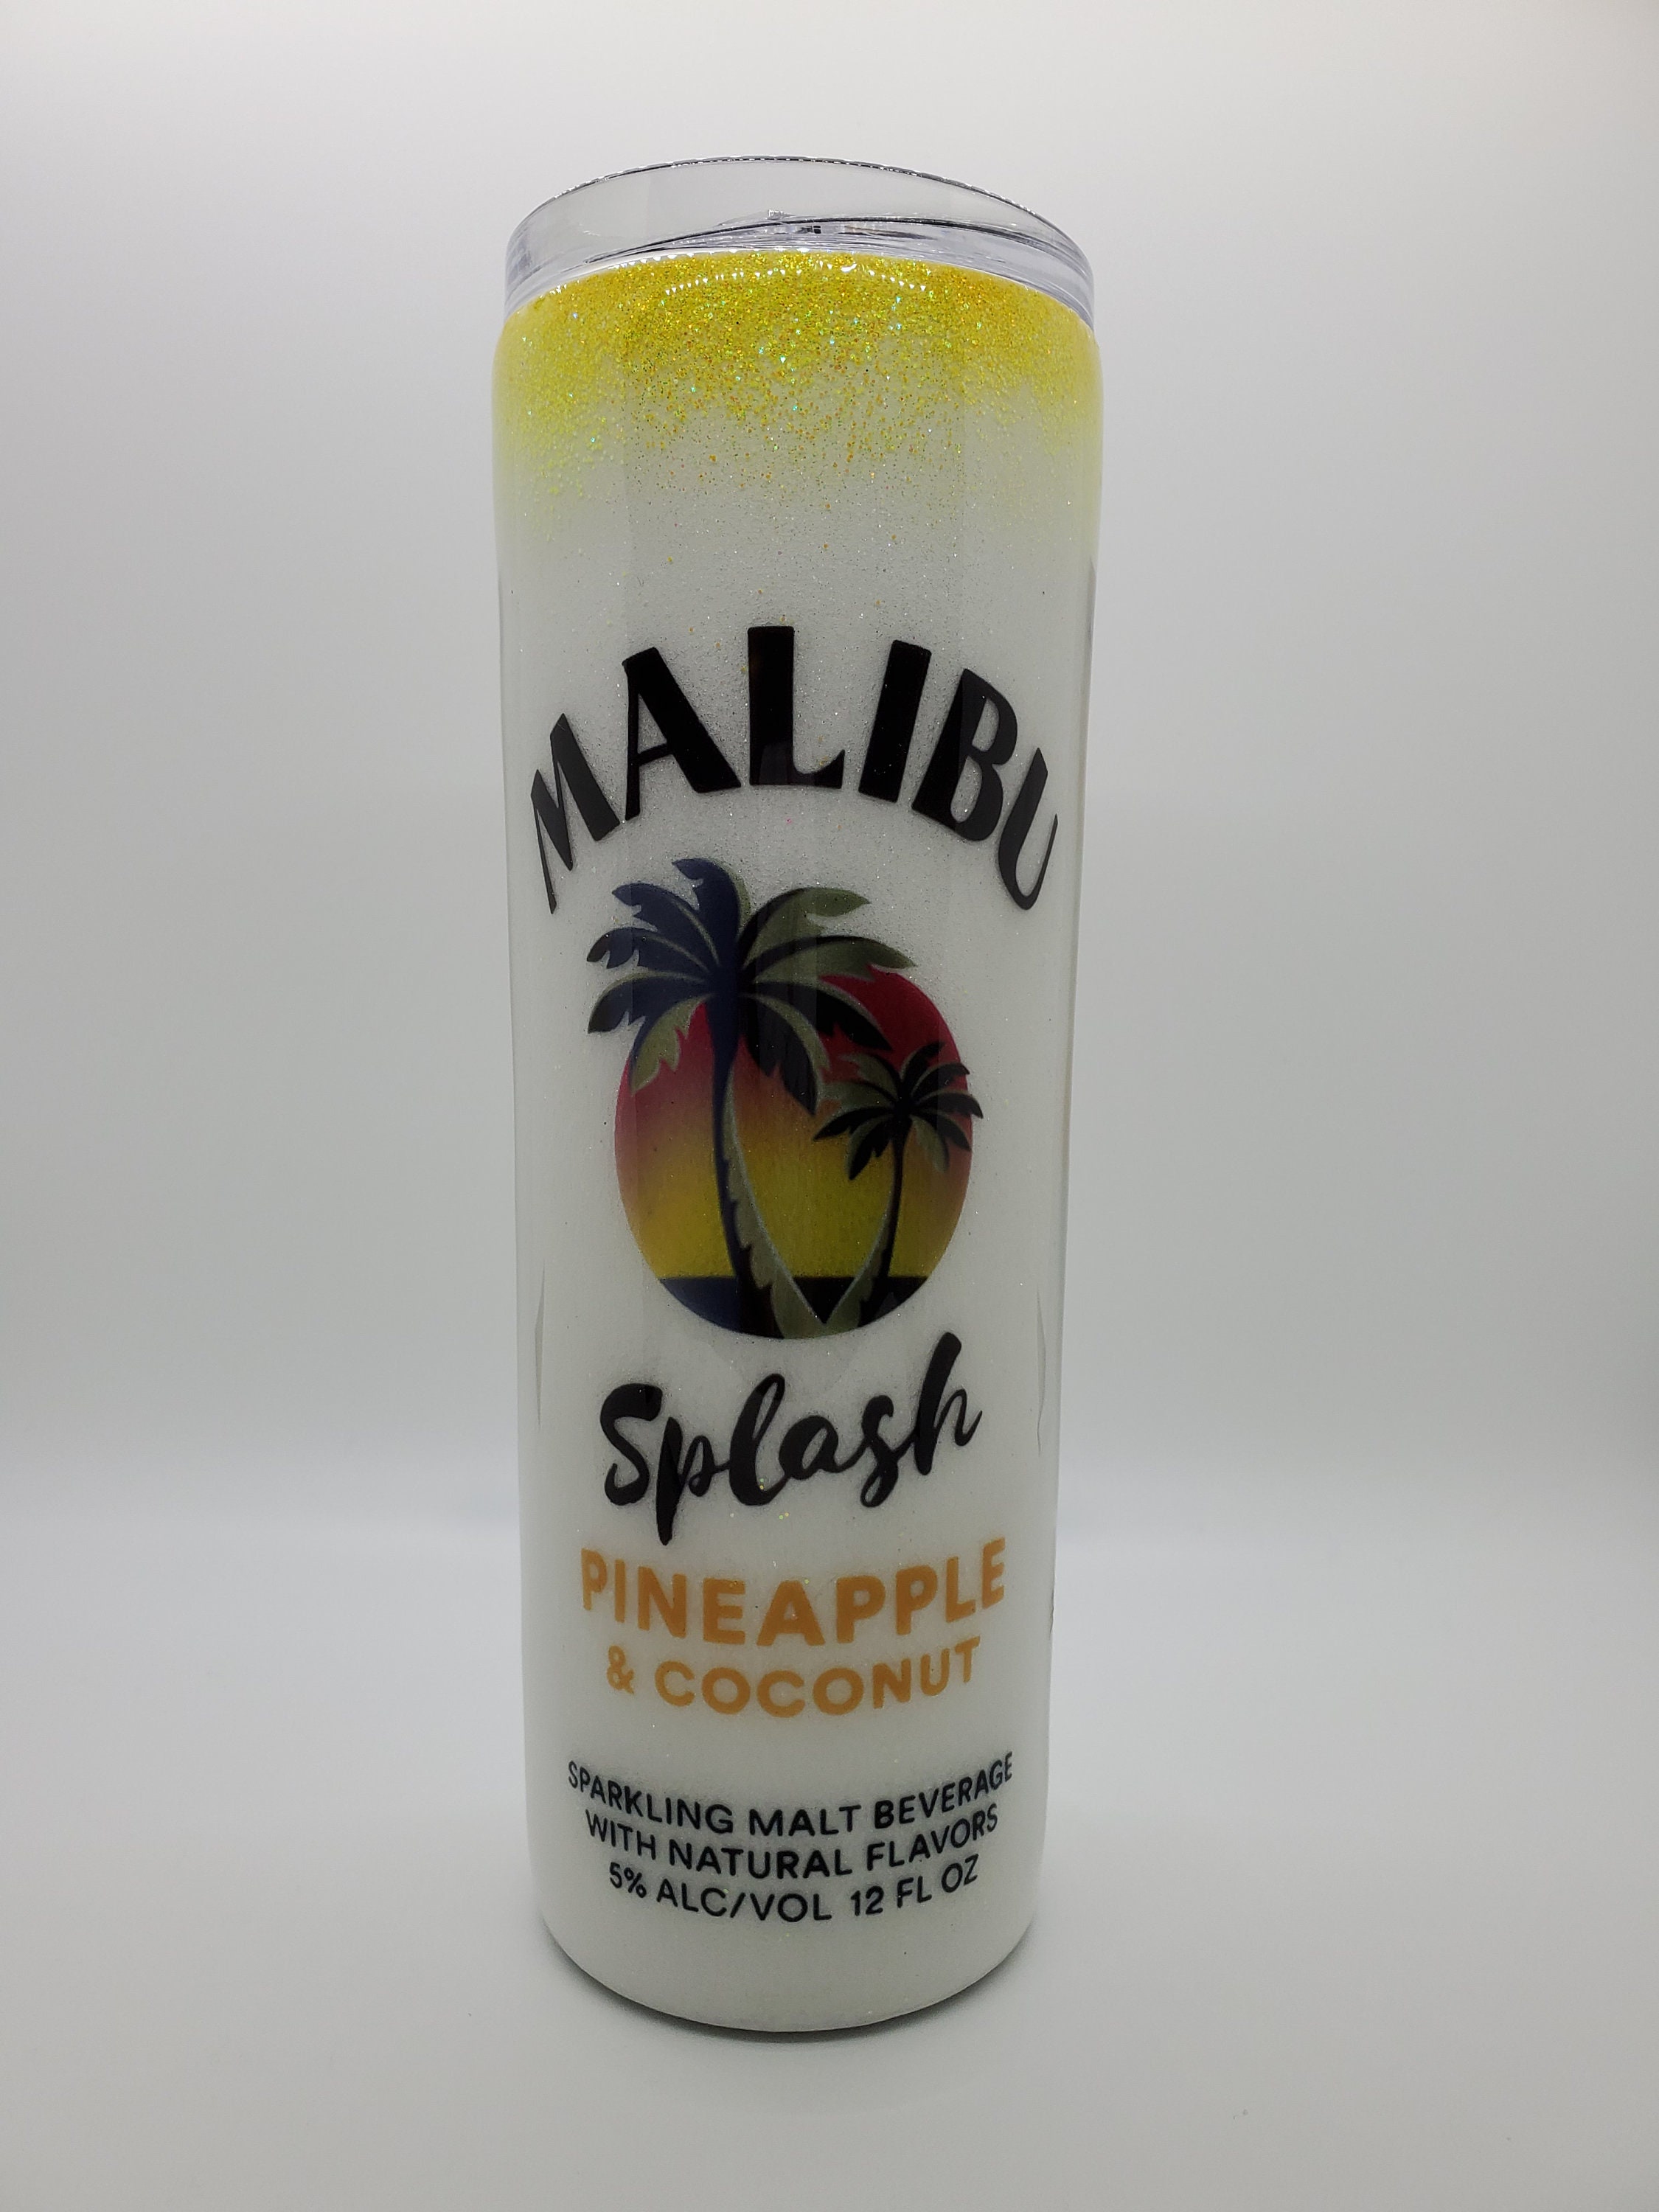 MALIBU
Splash
PINEAPPLE
& COCONUT
SPARKLING MALT BEVERAGE
WITH NATURAL FLAVORS
5% ALC/VOL 12 FL OZ